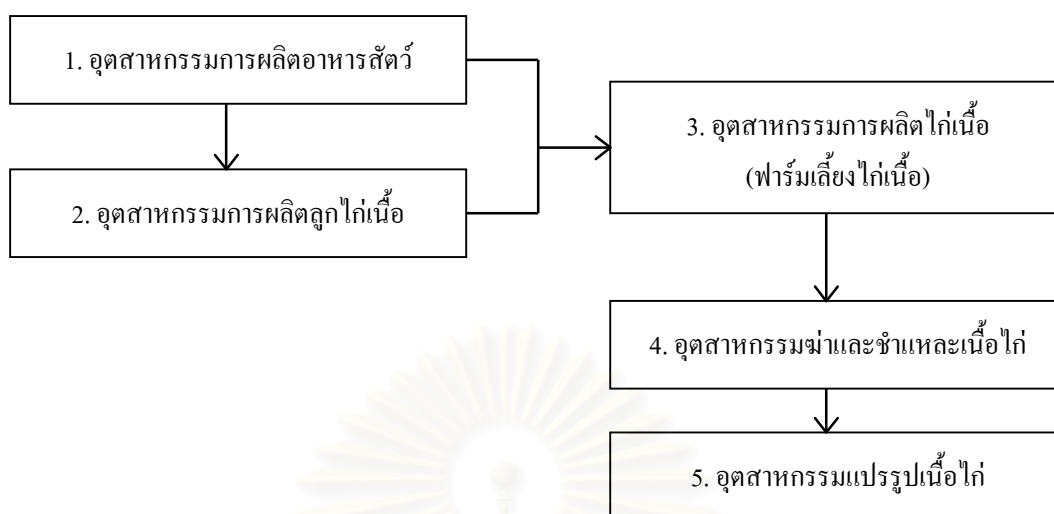 1. อุตสาหกรรมการผลิตอาหารสัตว์
2. อุตสาหกรรมการผลิตลูกไก่เนื้อ
3. อุตสาหกรรมการผลิตไก่เนื้อ
(ฟาร์มเลี้ยงไก่เนื้อ)
4. อุตสาหกรรมฆ่าและชำแหละเนื้อไก่
5. อุตสาหกรรมแปรรูปเนื้อไก่